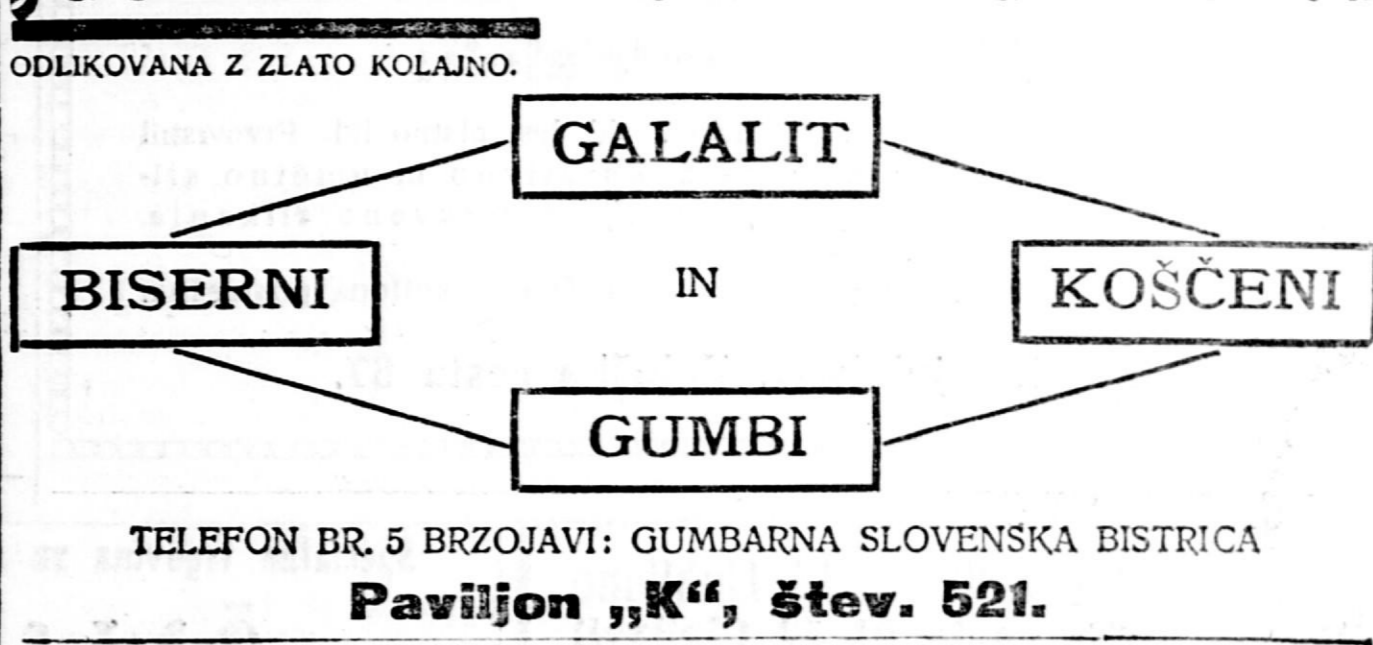 ODLIKOVANA Z ZLATO KOLAJNO.
GALALIT
BISERNI IN KOŠČENI
GUMBI
TELEFON BR. 5 BRZOJAVI: GUMBARNA SLOVENSKA BISTRICA
Paviljon „K“, štev. 521.